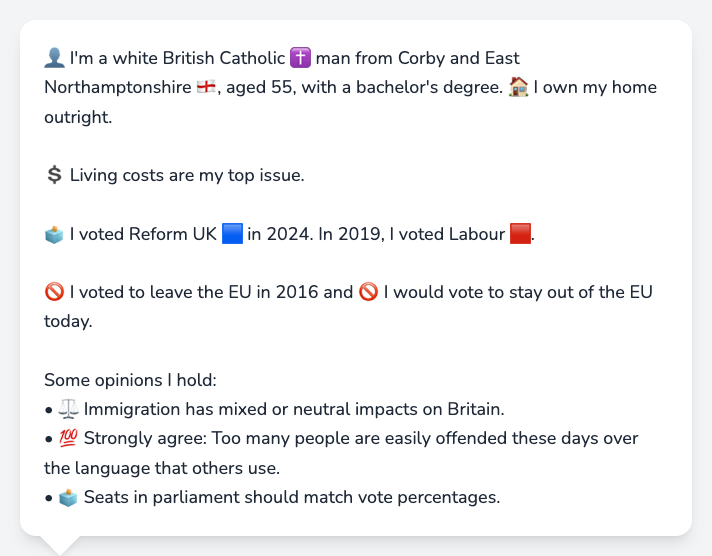 👤 I'm a white British Catholic ✝️ man from Corby and East
Northamptonshire 🏴󠁧󠁢󠁥󠁮󠁧󠁿, aged 55, with a bachelor's degree. 🏠 I own my home
outright.
💲 Living costs are my top issue.
🗳️ I voted Reform UK 🟦 in 2024. In 2019, I voted Labour 🟥.
🚫 I voted to leave the EU in 2016 and 🚫 I would vote to stay out of the EU
today.
Some opinions I hold:
• ⚖️ Immigration has mixed or neutral impacts on Britain.
• 💯 Strongly agree: Too many people are easily offended these days over
the language that others use.
• 🗳️ Seats in parliament should match vote percentages.